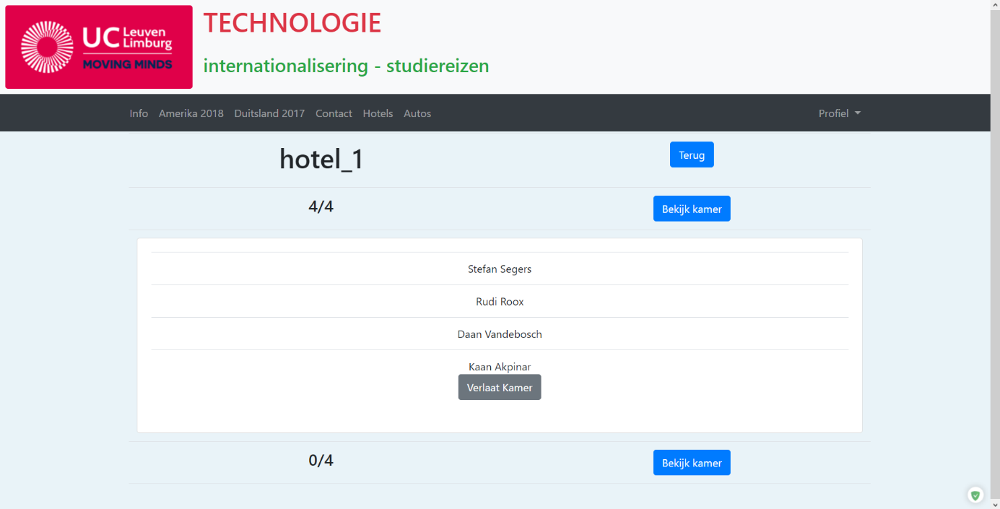 UC Leuven
Limburg
MOVING MINDS
TECHNOLOGIE
internationalisering - studiereizen
Info Amerika 2018 Duitsland 2017 Contact Hotels Autos Profiel
hotel_1 Terug
4/4 Bekijk kamer
Stefan Segers
Rudi Roox
Daan Vandebosch
Kaan Akpinar
Verlaat Kamer
0/4 Bekijk kamer